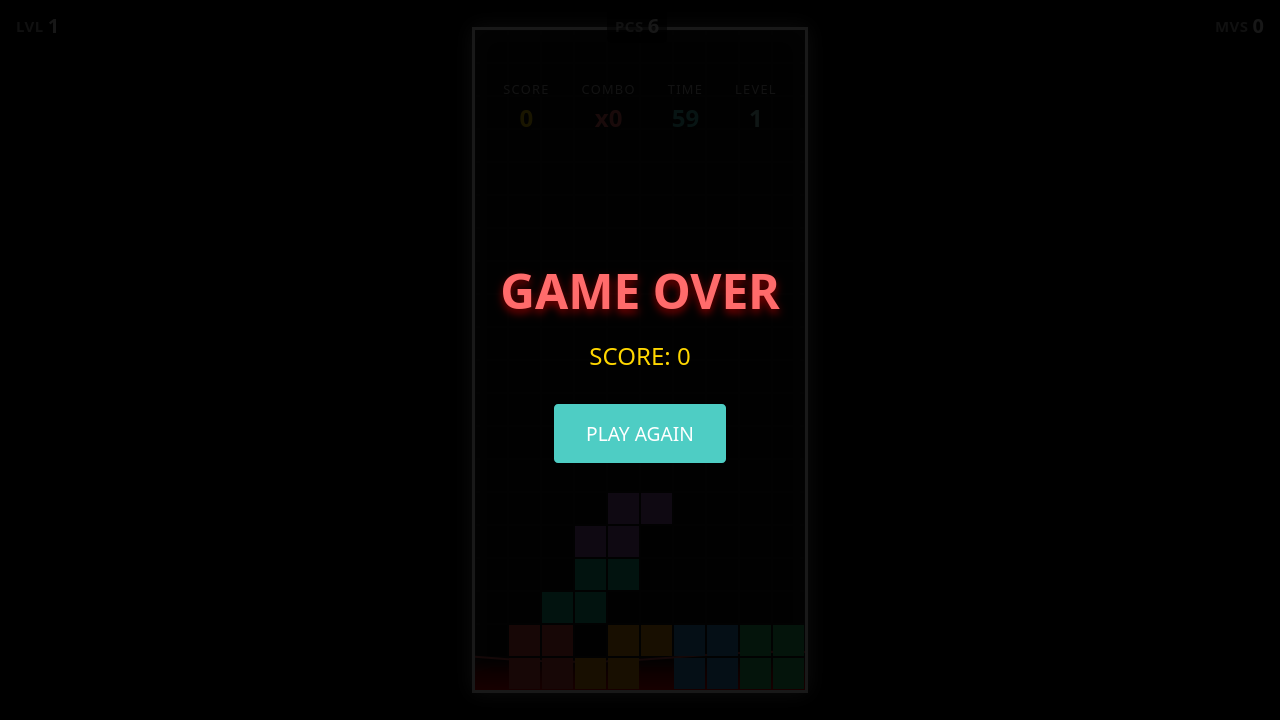 LVL 1
PCS 6
MVS 0
SCORE COMBO TIME LEVEL
0 x0 59 1
GAME OVER
SCORE: 0
PLAY AGAIN